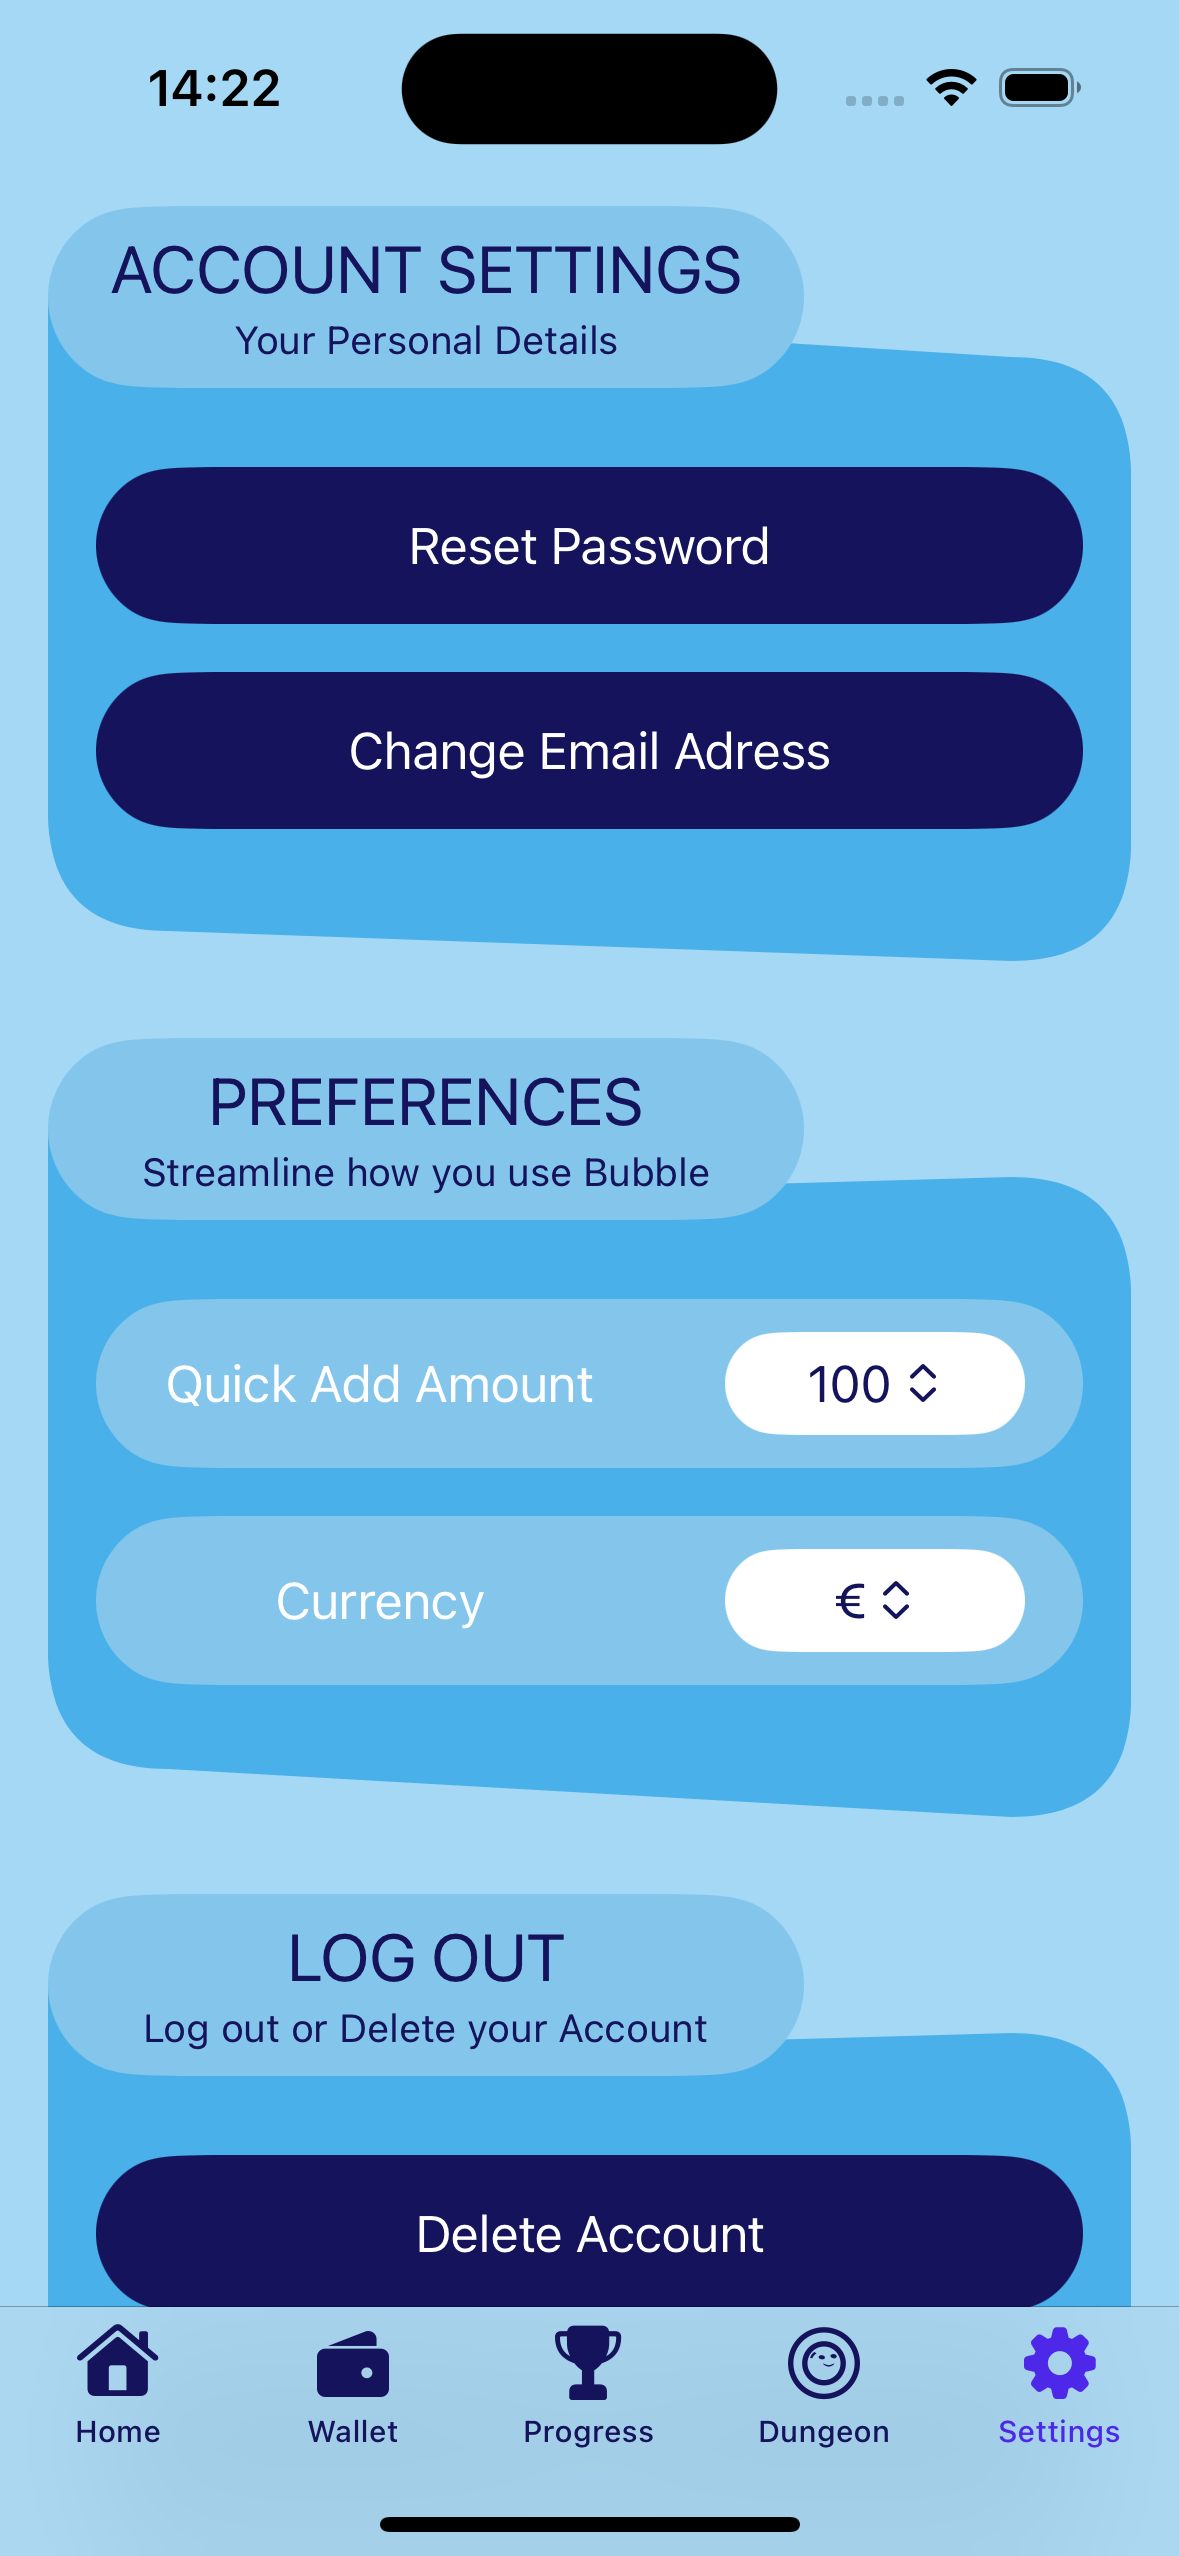 14:22
ACCOUNT SETTINGS
Your Personal Details
Reset Password
Change Email Adress
PREFERENCES
Streamline how you use Bubble
Quick Add Amount 100
Currency €
LOG OUT
Log out or Delete your Account
Delete Account
Home Wallet Progress Dungeon Settings